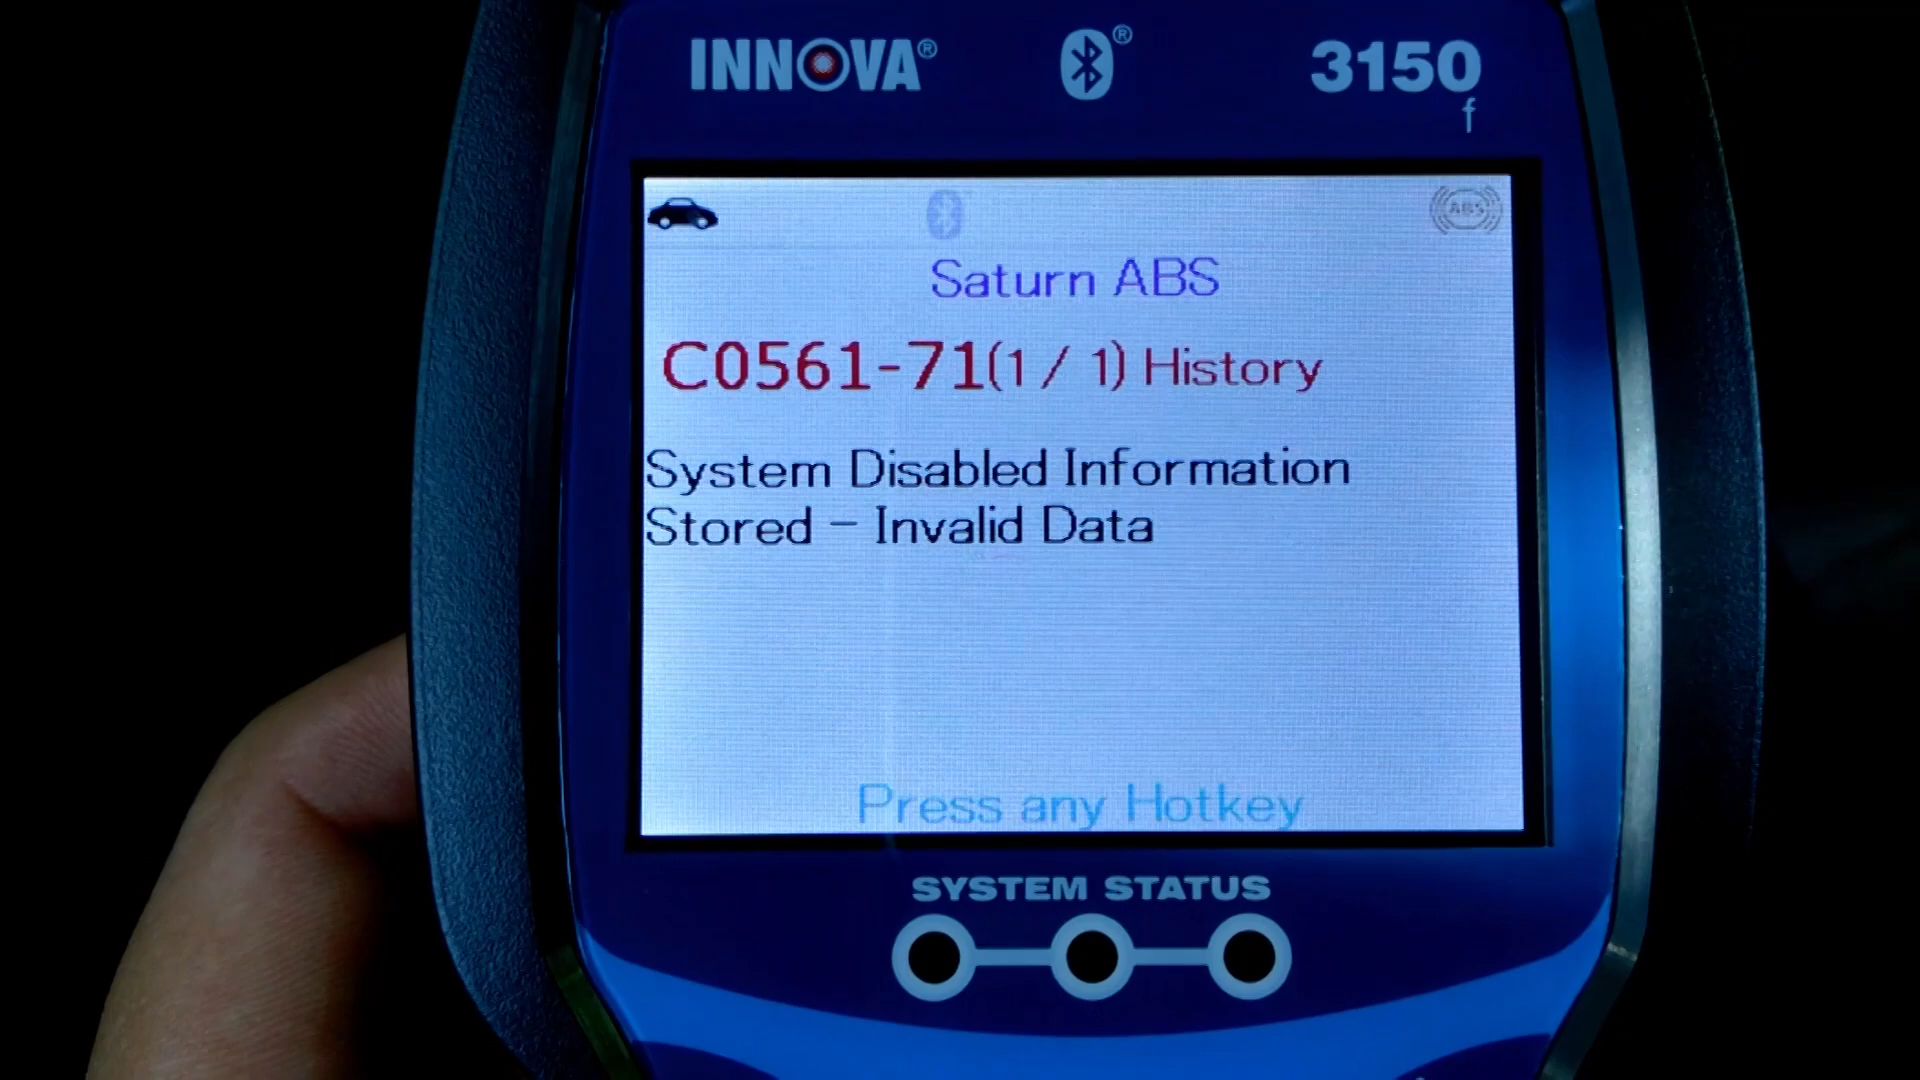 INNOVA® ® 3150
f
ABS
Saturn ABS
C0561-71(1 / 1) History
System Disabled Information
Stored - Invalid Data
Press any Hotkey
SYSTEM STATUS